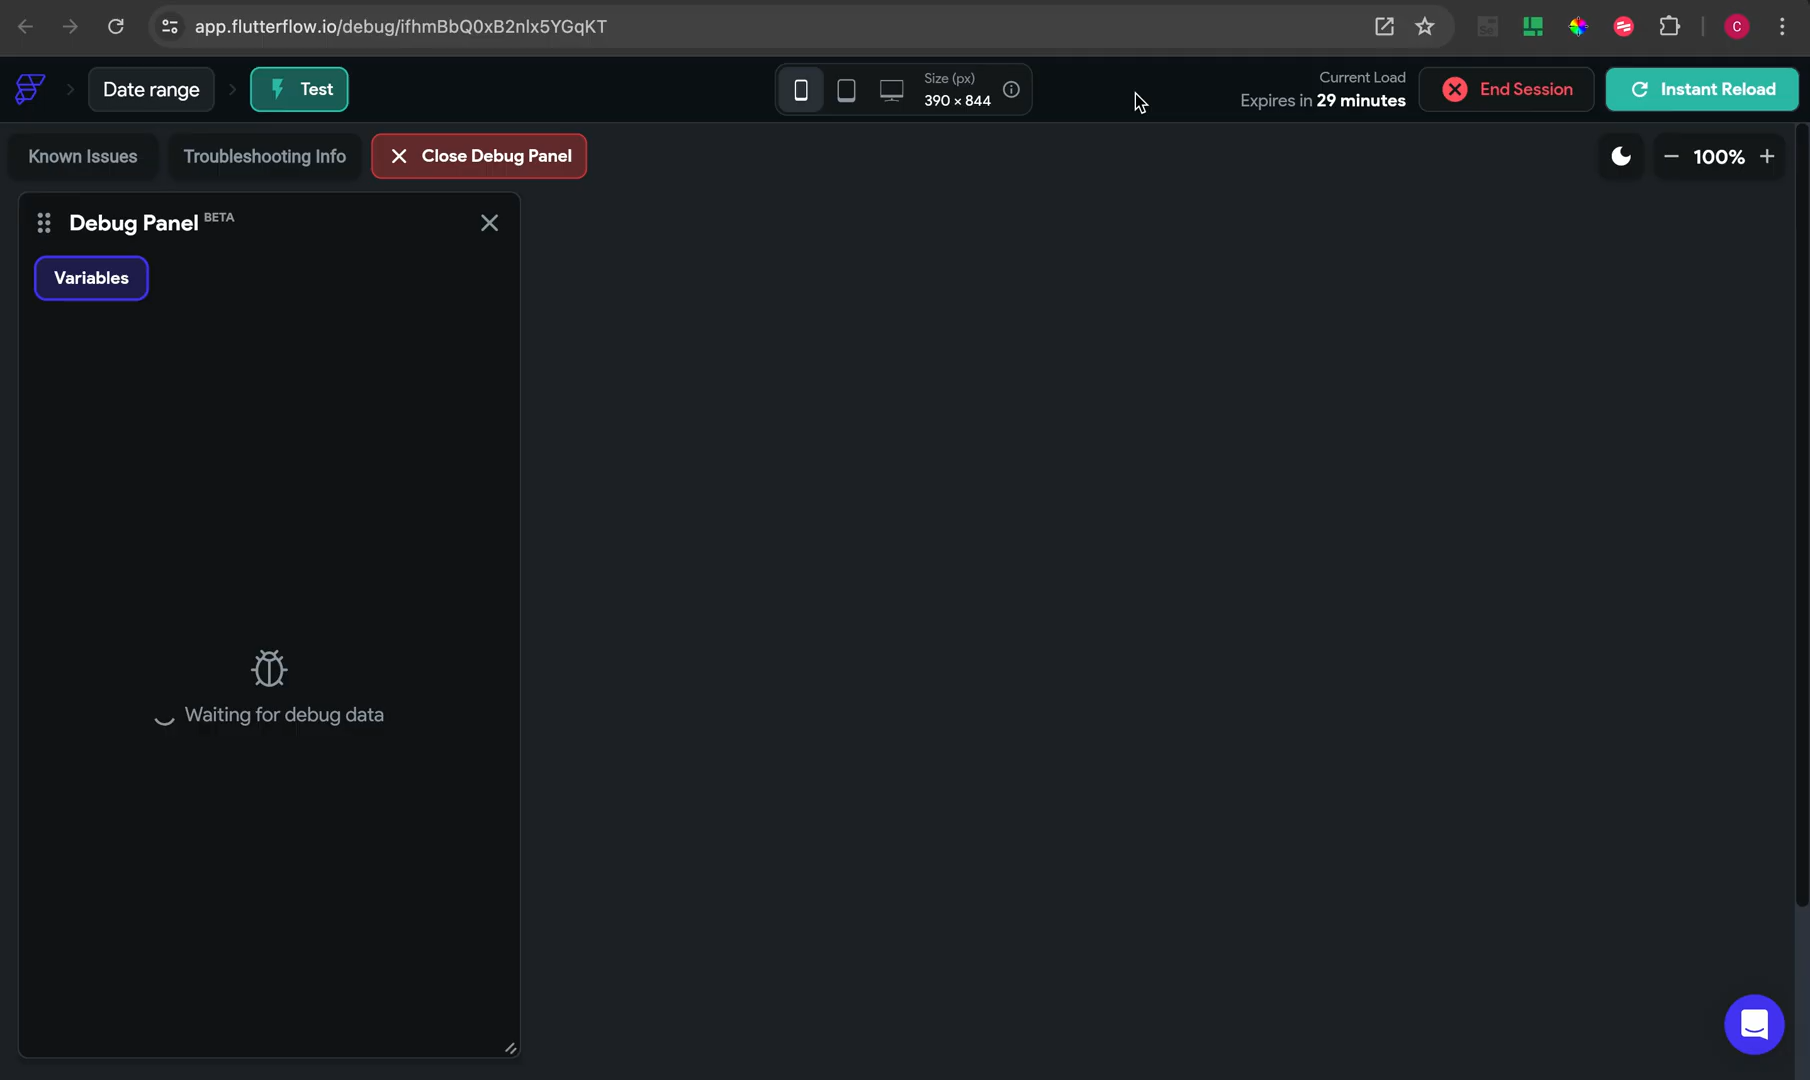 app.flutterflow.io/debug/ifhmBbQ0xB2nIx5YGqKT
C
Date range
Test
Size (px)
390 × 844
Current Load
Expires in 29 minutes
End Session
Instant Reload
Known Issues
Troubleshooting Info
Close Debug Panel
100%
Debug Panel BETA
Variables
Waiting for debug data